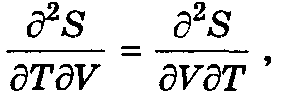 ∂²S/∂T∂V = ∂²S/∂V∂T ,